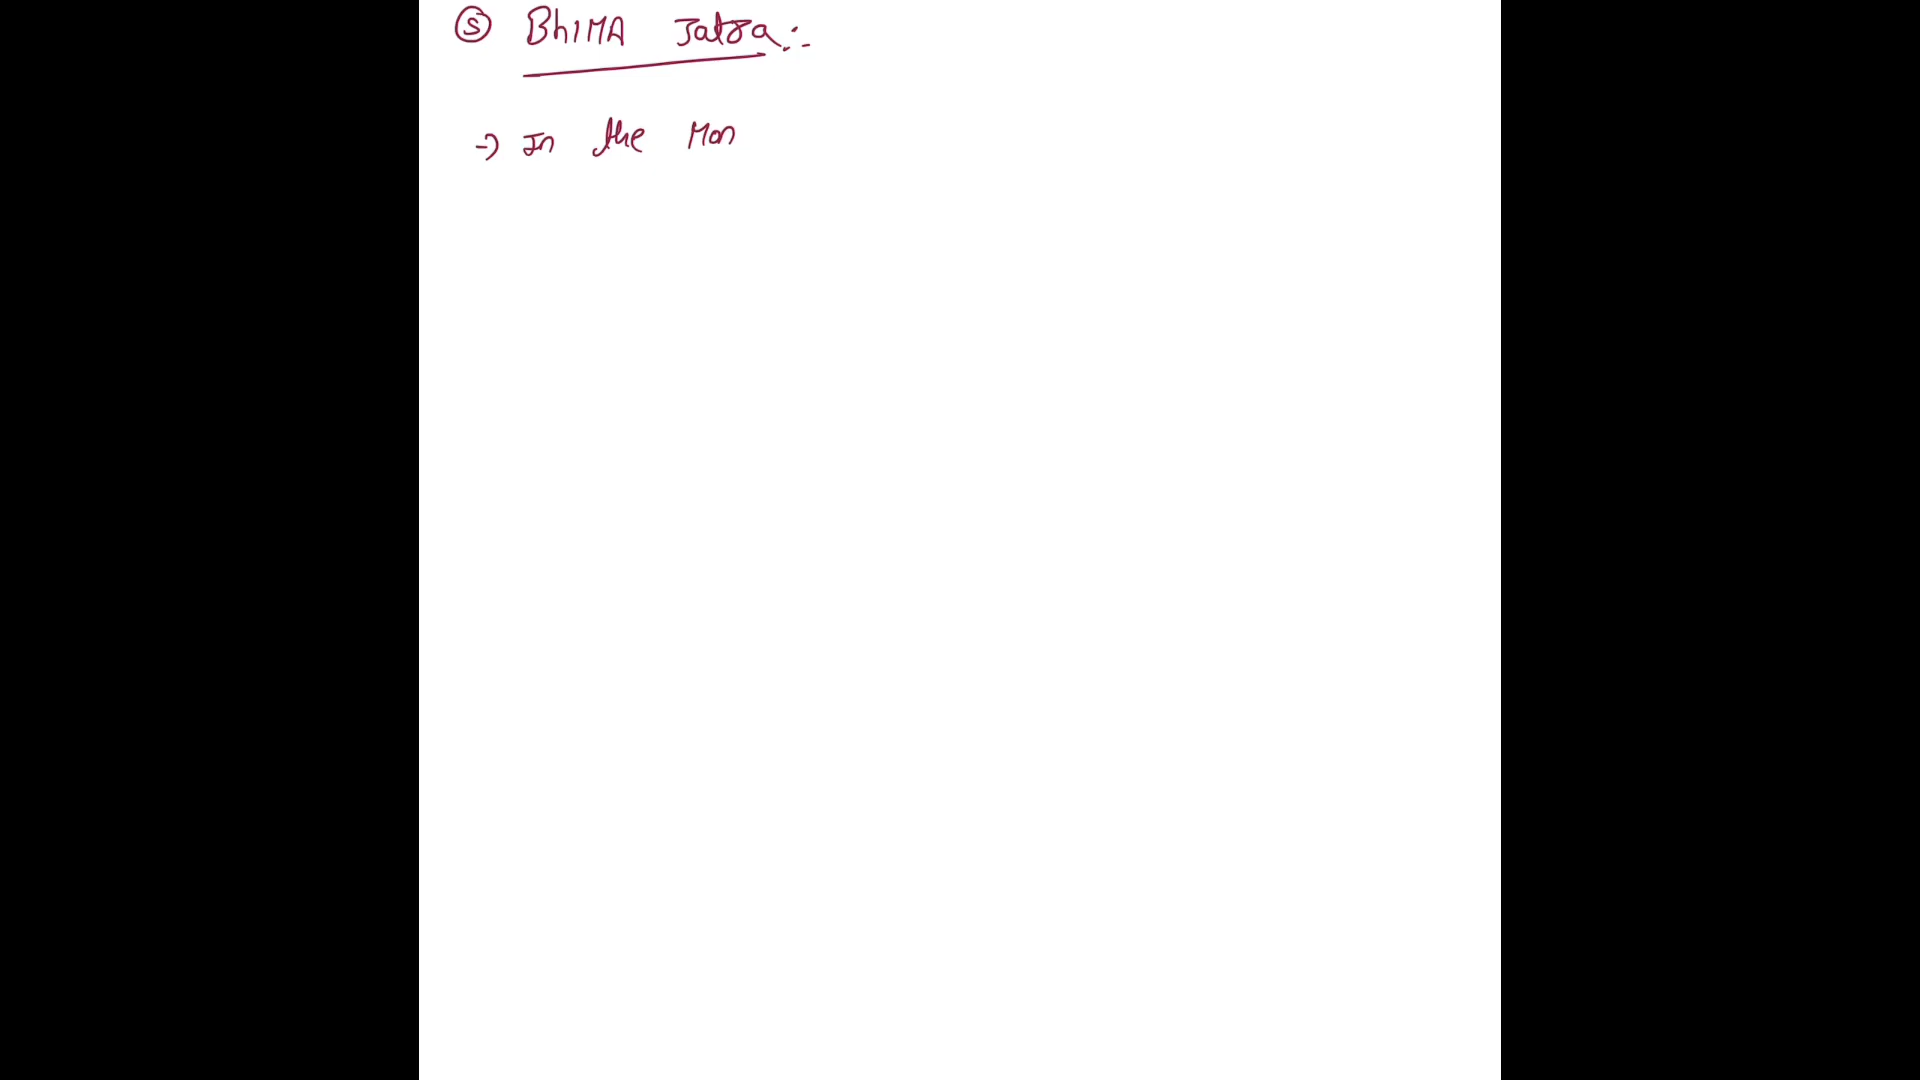 ⑤ BhIMA Jatra :-
→ In the Mon